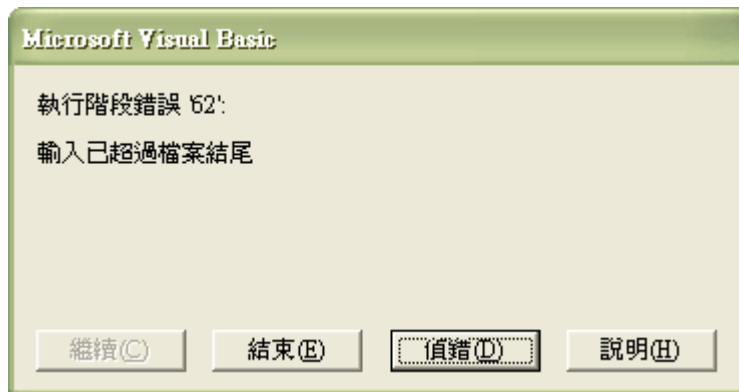 Microsoft Visual Basic
執行階段錯誤 '62':
輸入已超過檔案結尾
繼續(C)
結束(E)
偵錯(D)
說明(H)